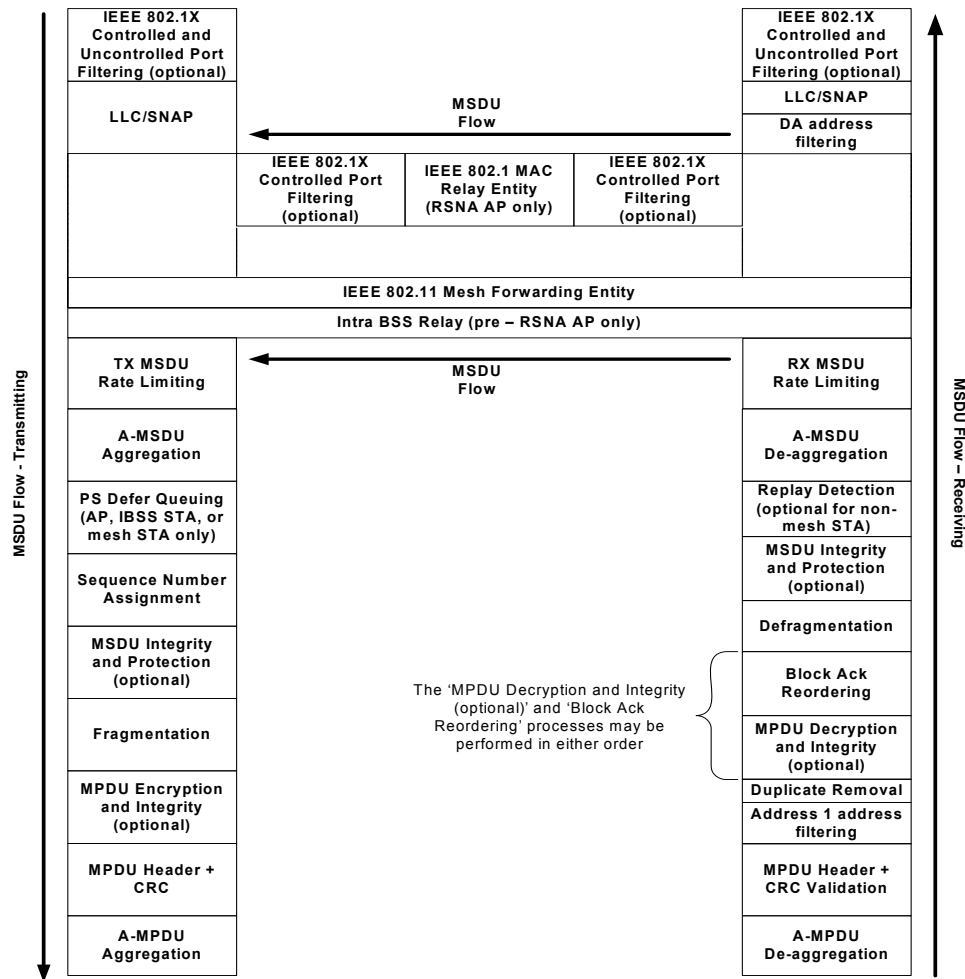 IEEE 802.1X
Controlled and
Uncontrolled Port
Filtering (optional)
LLC/SNAP
MSDU
Flow
IEEE 802.1X
Controlled and
Uncontrolled Port
Filtering (optional)
LLC/SNAP
DA address
filtering
IEEE 802.1X
Controlled Port
Filtering
(optional)
IEEE 802.1 MAC
Relay Entity
(RSNA AP only)
IEEE 802.1X
Controlled Port
Filtering
(optional)
IEEE 802.11 Mesh Forwarding Entity
Intra BSS Relay (pre – RSNA AP only)
MSDU Flow - Transmitting
TX MSDU
Rate Limiting
A-MSDU
Aggregation
PS Defer Queuing
(AP, IBSS STA, or
mesh STA only)
Sequence Number
Assignment
MSDU Integrity
and Protection
(optional)
Fragmentation
MPDU Encryption
and Integrity
(optional)
MPDU Header +
CRC
A-MPDU
Aggregation
MSDU
Flow
The ‘MPDU Decryption and Integrity
(optional)’ and ‘Block Ack
Reordering’ processes may be
performed in either order
RX MSDU
Rate Limiting
A-MSDU
De-aggregation
Replay Detection
(optional for non-
mesh STA)
MSDU Integrity
and Protection
(optional)
Defragmentation
Block Ack
Reordering
MPDU Decryption
and Integrity
(optional)
Duplicate Removal
Address 1 address
filtering
MPDU Header +
CRC Validation
A-MPDU
De-aggregation
MSDU Flow – Receiving